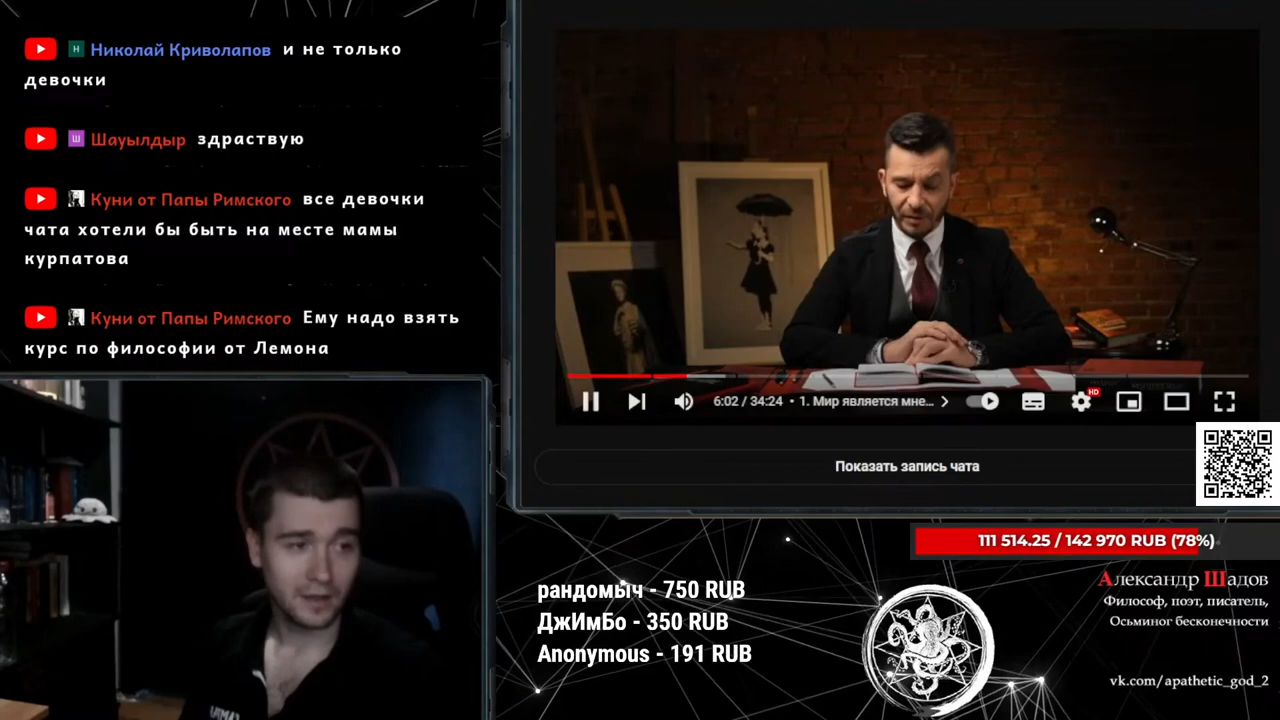 Н Николай Криволапов и не только
девочки
Ш Шауылдыр здраствую
Куни от Папы Римского все девочки
чата хотели бы быть на месте мамы
курпатова
Куни от Папы Римского Ему надо взять
курс по философии от Лемона
6:02 / 34:24 • 1. Мир является мне...
HD
Показать запись чата
111 514.25 / 142 970 RUB (78%)
рандомыч - 750 RUB
ДжИмБо - 350 RUB
Anonymous - 191 RUB
Александр Шадов
Философ, поэт, писатель,
Осьминог бесконечности
vk.com/apathetic_god_2